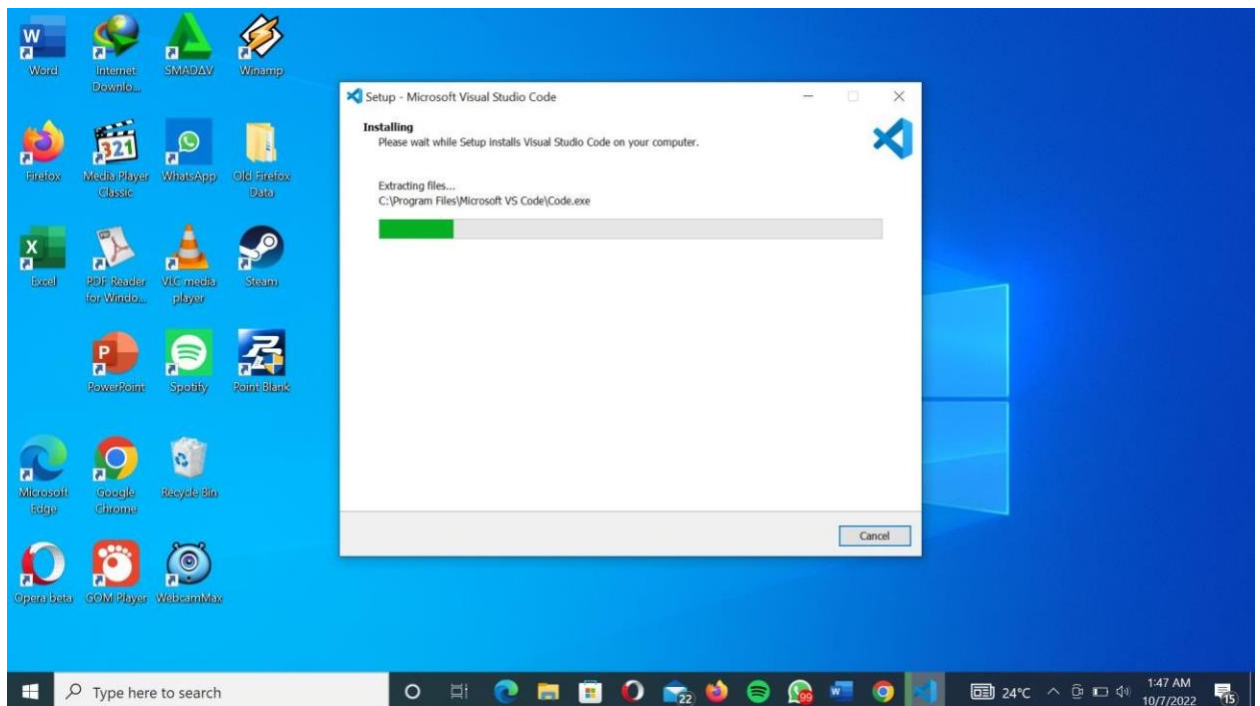 Word
Internet
Downlo...
SMADAV
Winamp
Firefox
321
Media Player
Classic
WhatsApp
Old Firefox
Data
Excel
PDF Reader
for Windo...
VLC media
player
Steam
PowerPoint
Spotify
Point Blank
Microsoft
Edge
Google
Chrome
Recycle Bin
Opera beta
GOM Player
WebcamMax
Setup - Microsoft Visual Studio Code
Installing
Please wait while Setup installs Visual Studio Code on your computer.
Extracting files...
C:\Program Files\Microsoft VS Code\Code.exe
Cancel
Type here to search
22
99
24°C
1:47 AM
10/7/2022
15